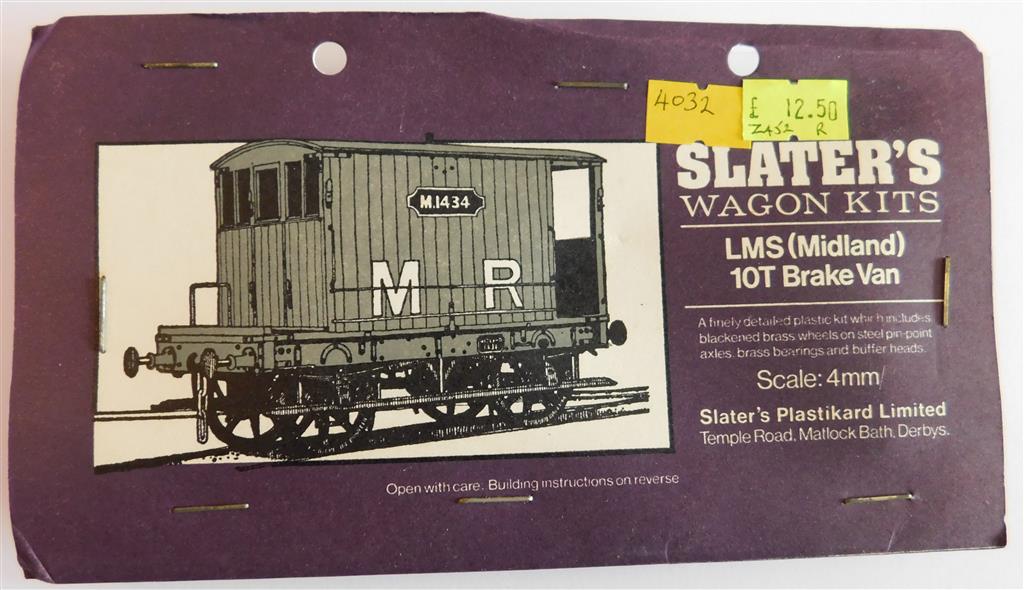 4032
£ 12.50
ZA52 R
SLATER'S
WAGON KITS
LMS (Midland)
10T Brake Van
A finely detailed plastic kit which includes
blackened brass wheels on steel pin-point
axles, brass bearings and buffer heads.
Scale: 4mm/
Slater's Plastikard Limited
Temple Road, Matlock Bath, Derbys.
M.1434
M R
Open with care. Building instructions on reverse